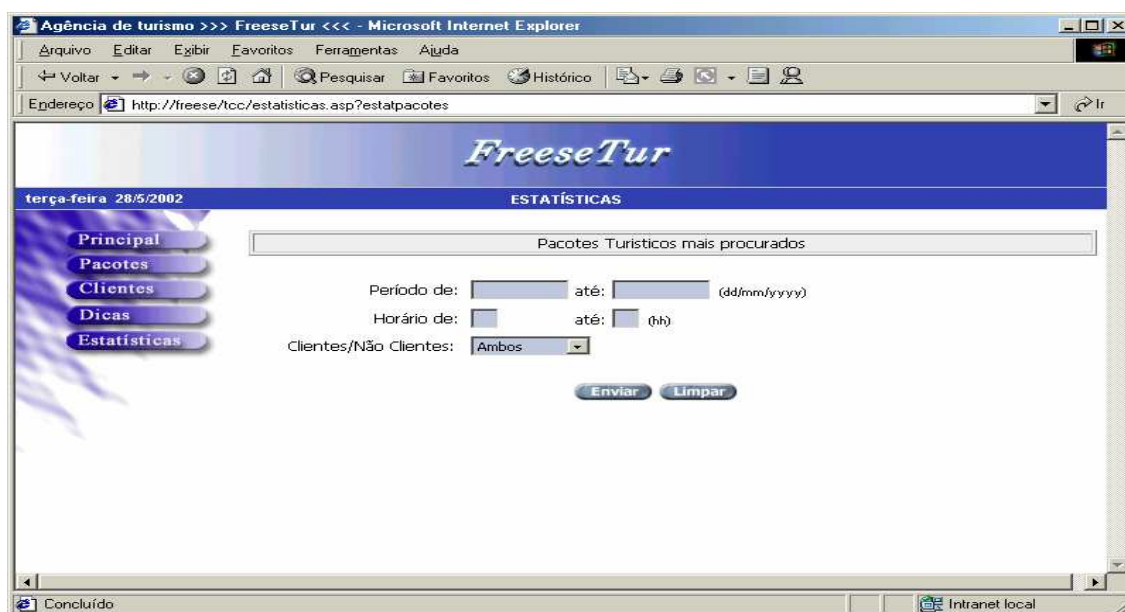 Agência de turismo >>> FreeseTur <<< - Microsoft Internet Explorer
Arquivo Editar Exibir Favoritos Ferramentas Ajuda
Voltar Pesquisar Favoritos Histórico
Endereço http://freese/tcc/estatisticas.asp?estatpacotes Ir
FreeseTur
terça-feira 28/5/2002 ESTATÍSTICAS
Principal
Pacotes
Clientes
Dicas
Estatísticas
Pacotes Turisticos mais procurados
Período de: até: (dd/mm/yyyy)
Horário de: até: (hh)
Clientes/Não Clientes: Ambos
Enviar Limpar
Concluído Intranet local